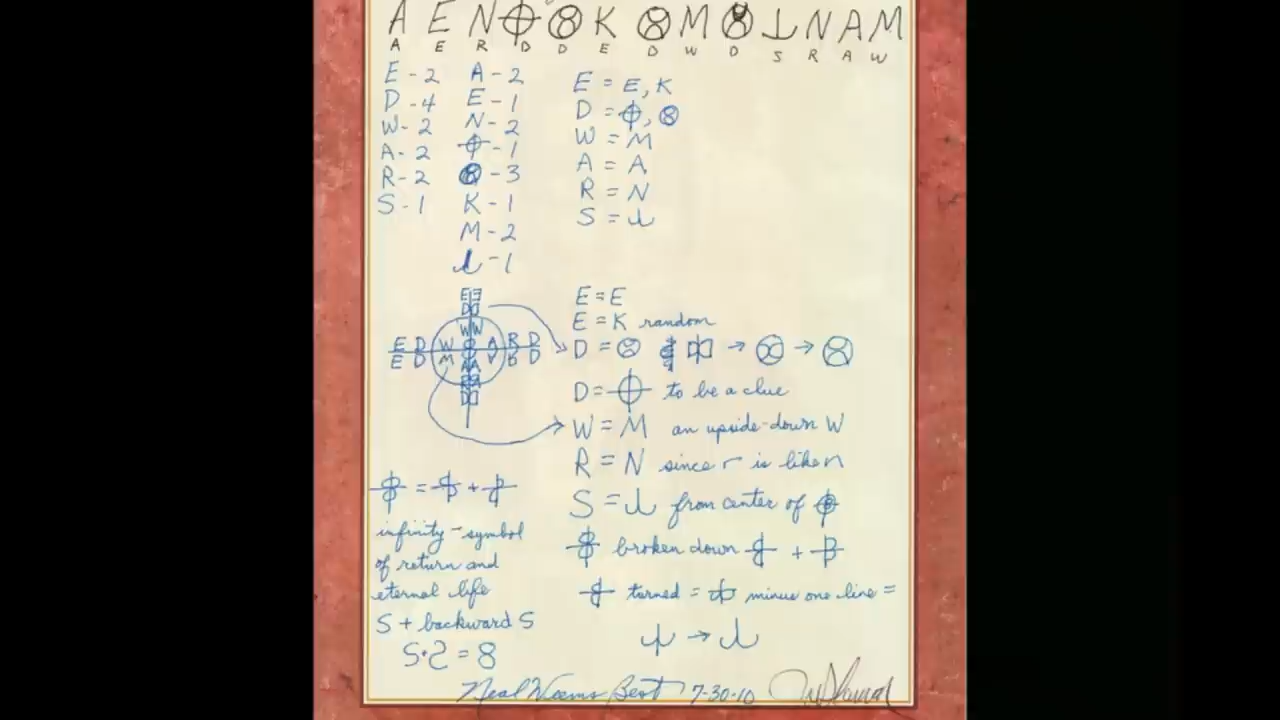 A E N ⌖ ⊗ K ⊗ M ⊗ ⟂ N A M
A E R D D E D W D S R A W
E - 2 A - 2
D - 4 E - 1
W - 2 N - 2
A - 2 ϕ - 1
R - 2 ⊗ - 3
S - 1 K - 1
M - 2
- 1
E = E, K
D = ϕ, ⊗
W = M
A = A
R = N
S =
E = E
E = K random
D = ⊗ → ⊗ → ⊗
D = ⌖ to be a clue
W = M an upside-down W
R = N since r is like n
S = from center of
broken down +
turned = minus one line =
→
= +
infinity - symbol
of return and
eternal life
S + backward S
S + Ƨ = 8
Neal Weems Best 7-30-10